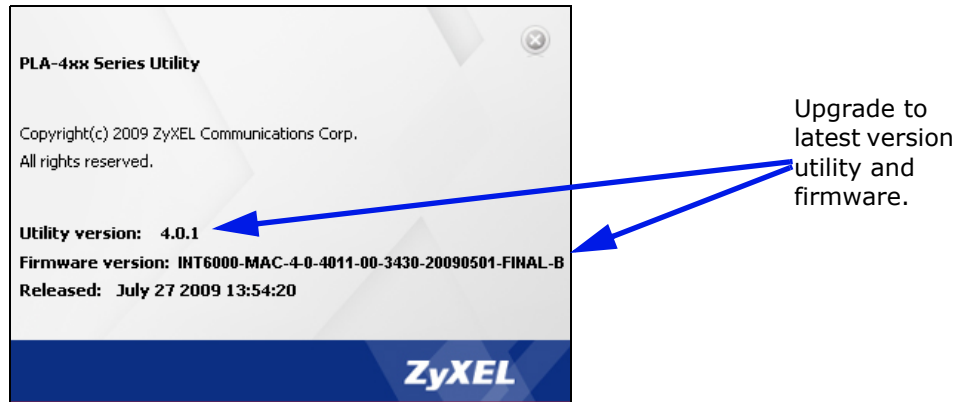 PLA-4xx Series Utility
Copyright(c) 2009 ZyXEL Communications Corp.
All rights reserved.
Utility version: 4.0.1
Firmware version: INT6000-MAC-4-0-4011-00-3430-20090501-FINAL-B
Released: July 27 2009 13:54:20
ZyXEL
Upgrade to
latest version
utility and
firmware.